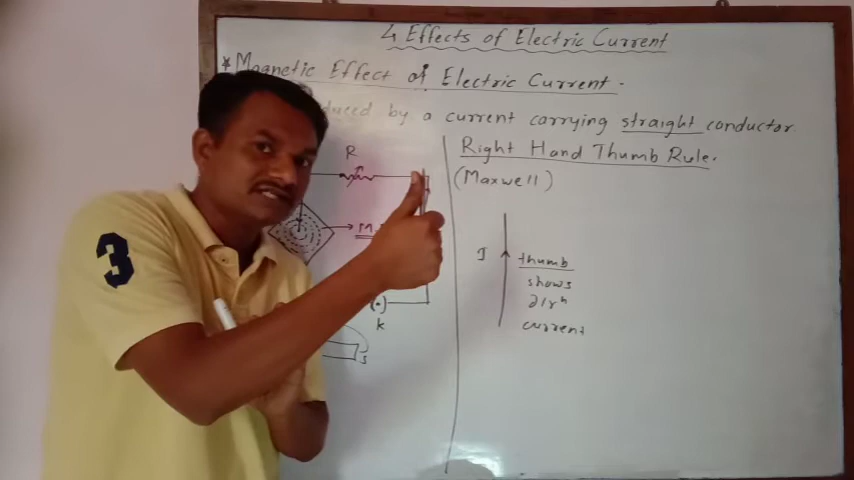 4 Effects of Electric Current
* Magnetic Effect of Electric Current.
duced by a current carrying straight conductor.
Right Hand Thumb Rule.
(Maxwell)
R
M.
I
thumb
shows
dirⁿ
current
K
S
3